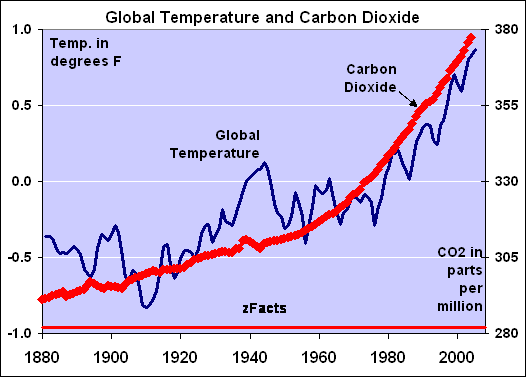 Global Temperature and Carbon Dioxide
1.0
380
Temp. in
degrees F
Carbon
Dioxide
0.5
355
Global
Temperature
0.0
330
-0.5
305
CO2 in
parts
per
million
zFacts
-1.0
280
1880
1900
1920
1940
1960
1980
2000